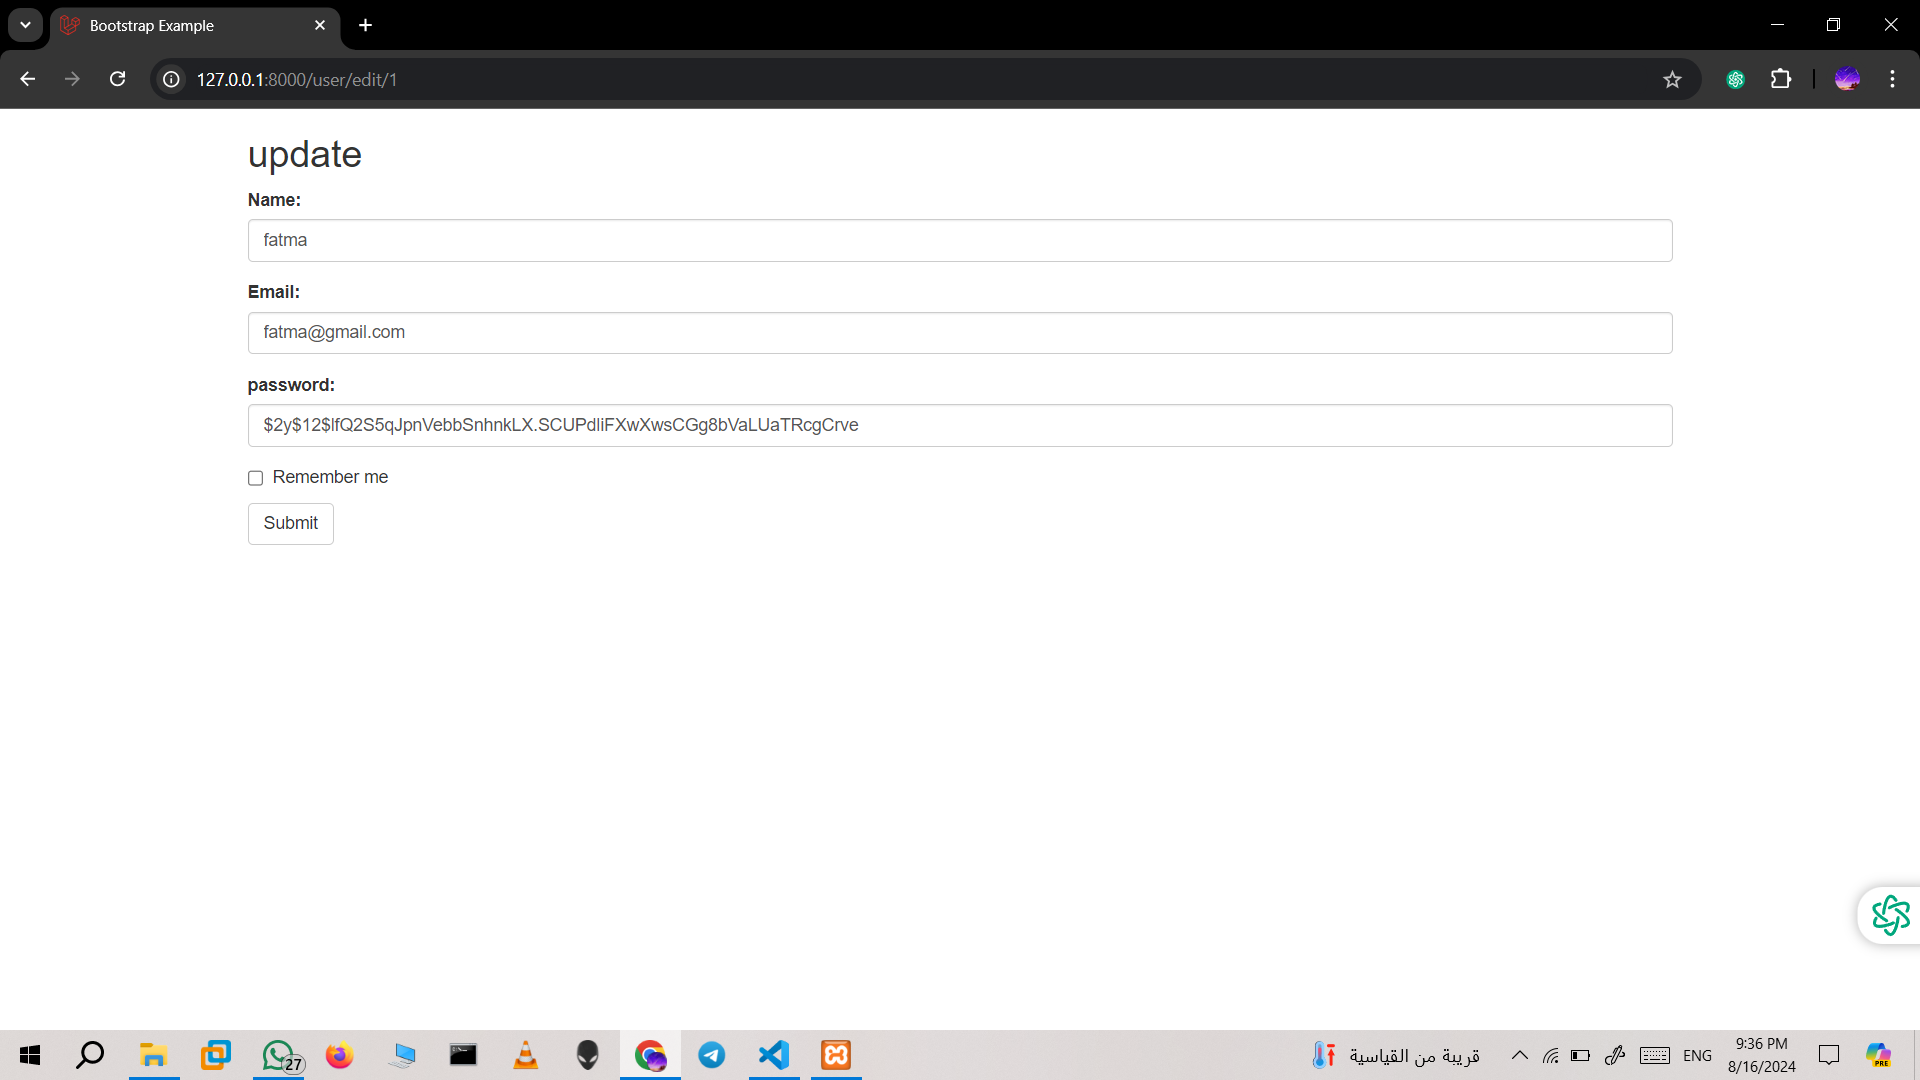 Bootstrap Example
127.0.0.1:8000/user/edit/1
update
Name:
fatma
Email:
fatma@gmail.com
password:
$2y$12$lfQ2S5qJpnVebbSnhnkLX.SCUPdliFXwXwsCGg8bVaLUaTRcgCrve
Remember me
Submit
27
قريبة من القياسية
ENG
9:36 PM
8/16/2024
PRE